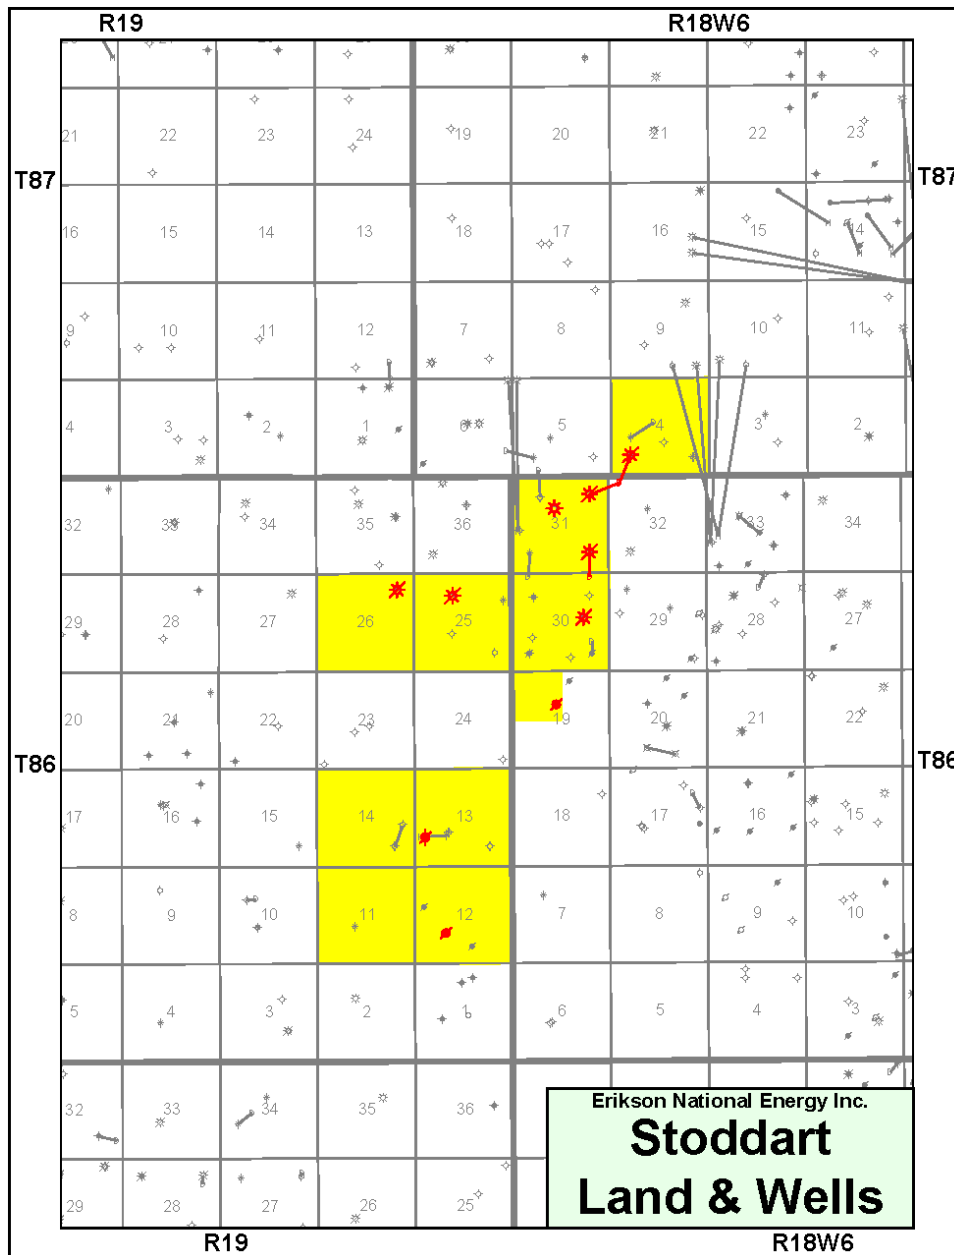 R19 R18W6
21 22 23 24 19 20 21 22 23
T87 T87
16 15 14 13 18 17 16 15 14
9 10 11 12 7 8 9 10 11
4 3 2 1 6 5 4 3 2
32 33 34 35 36 31 32 33 34
29 28 27 26 25 30 29 28 27
20 21 22 23 24 19 20 21 22
T86 T86
17 16 15 14 13 18 17 16 15
8 9 10 11 12 7 8 9 10
5 4 3 2 1 6 5 4 3
32 33 34 35 36
29 28 27 26 25
Erikson National Energy Inc.
Stoddart
Land & Wells
R19 R18W6